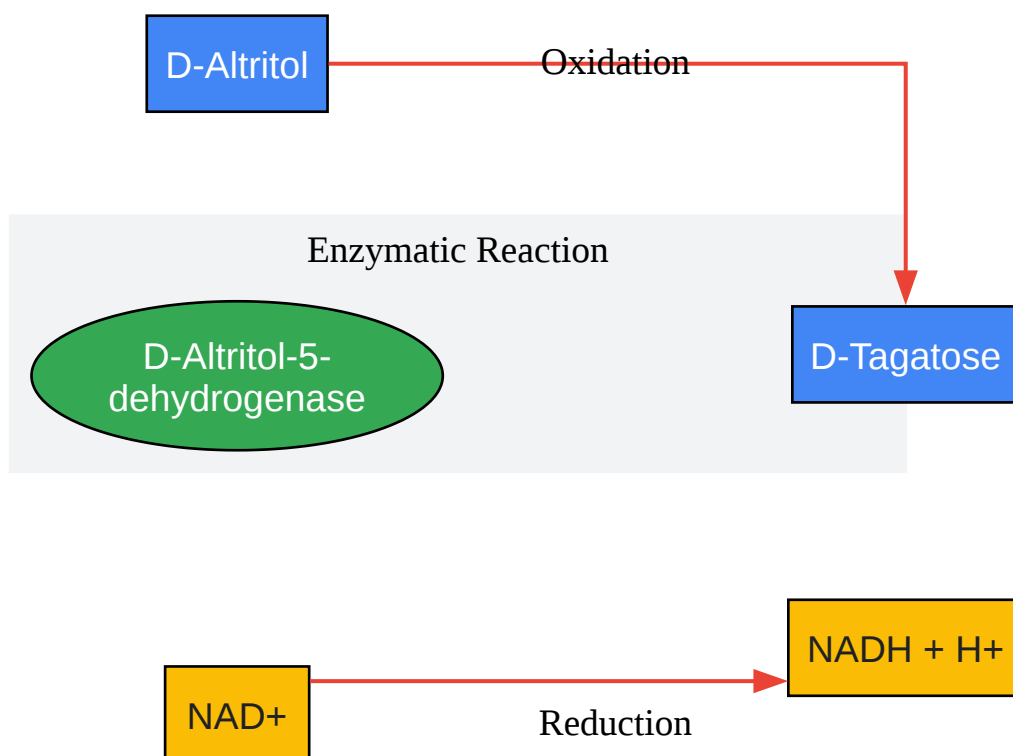 D-Altritol
Oxidation
Enzymatic Reaction
D-Altritol-5-
dehydrogenase
D-Tagatose
NADH + H+
NAD+
Reduction